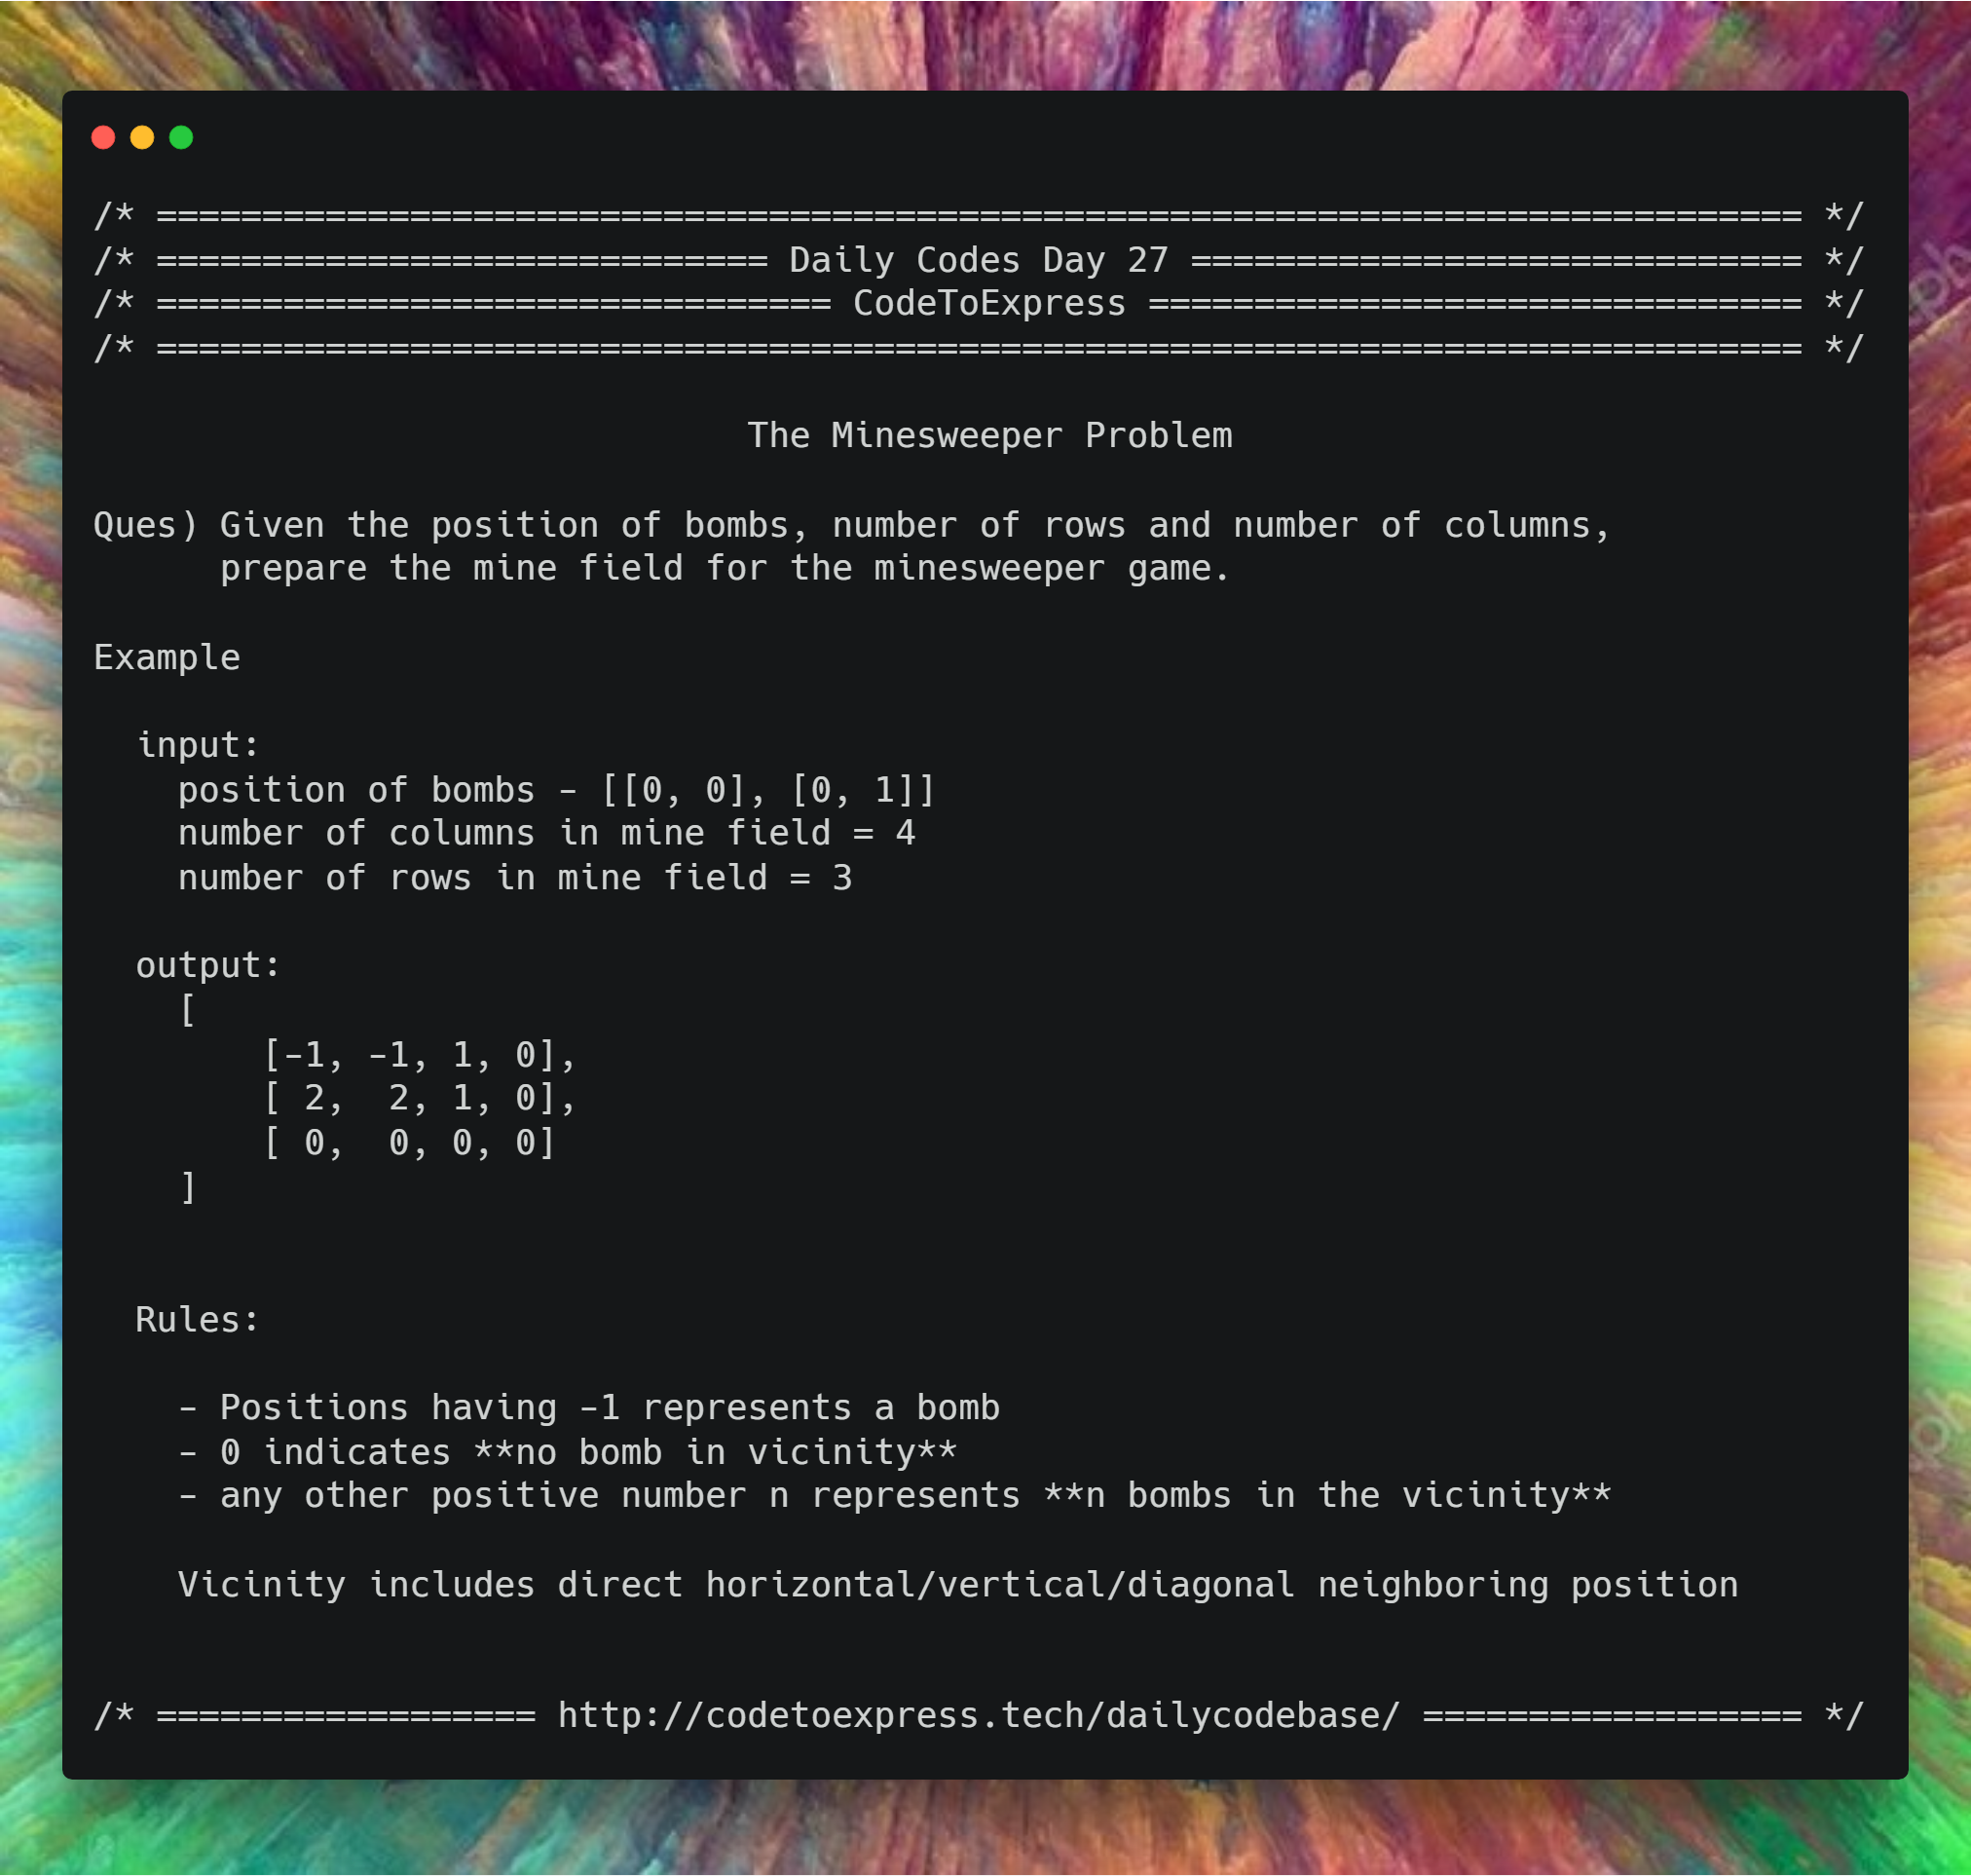 /* ============================================================================== */
/* ============================= Daily Codes Day 27 ============================= */
/* ================================ CodeToExpress =============================== */
/* ============================================================================== */
The Minesweeper Problem
Ques) Given the position of bombs, number of rows and number of columns,
prepare the mine field for the minesweeper game.
Example
input:
position of bombs - [[0, 0], [0, 1]]
number of columns in mine field = 4
number of rows in mine field = 3
output:
[
[-1, -1, 1, 0],
[ 2,  2, 1, 0],
[ 0,  0, 0, 0]
]
Rules:
- Positions having -1 represents a bomb
- 0 indicates **no bomb in vicinity**
- any other positive number n represents **n bombs in the vicinity**
Vicinity includes direct horizontal/vertical/diagonal neighboring position
/* ================== http://codetoexpress.tech/dailycodebase/ ================== */